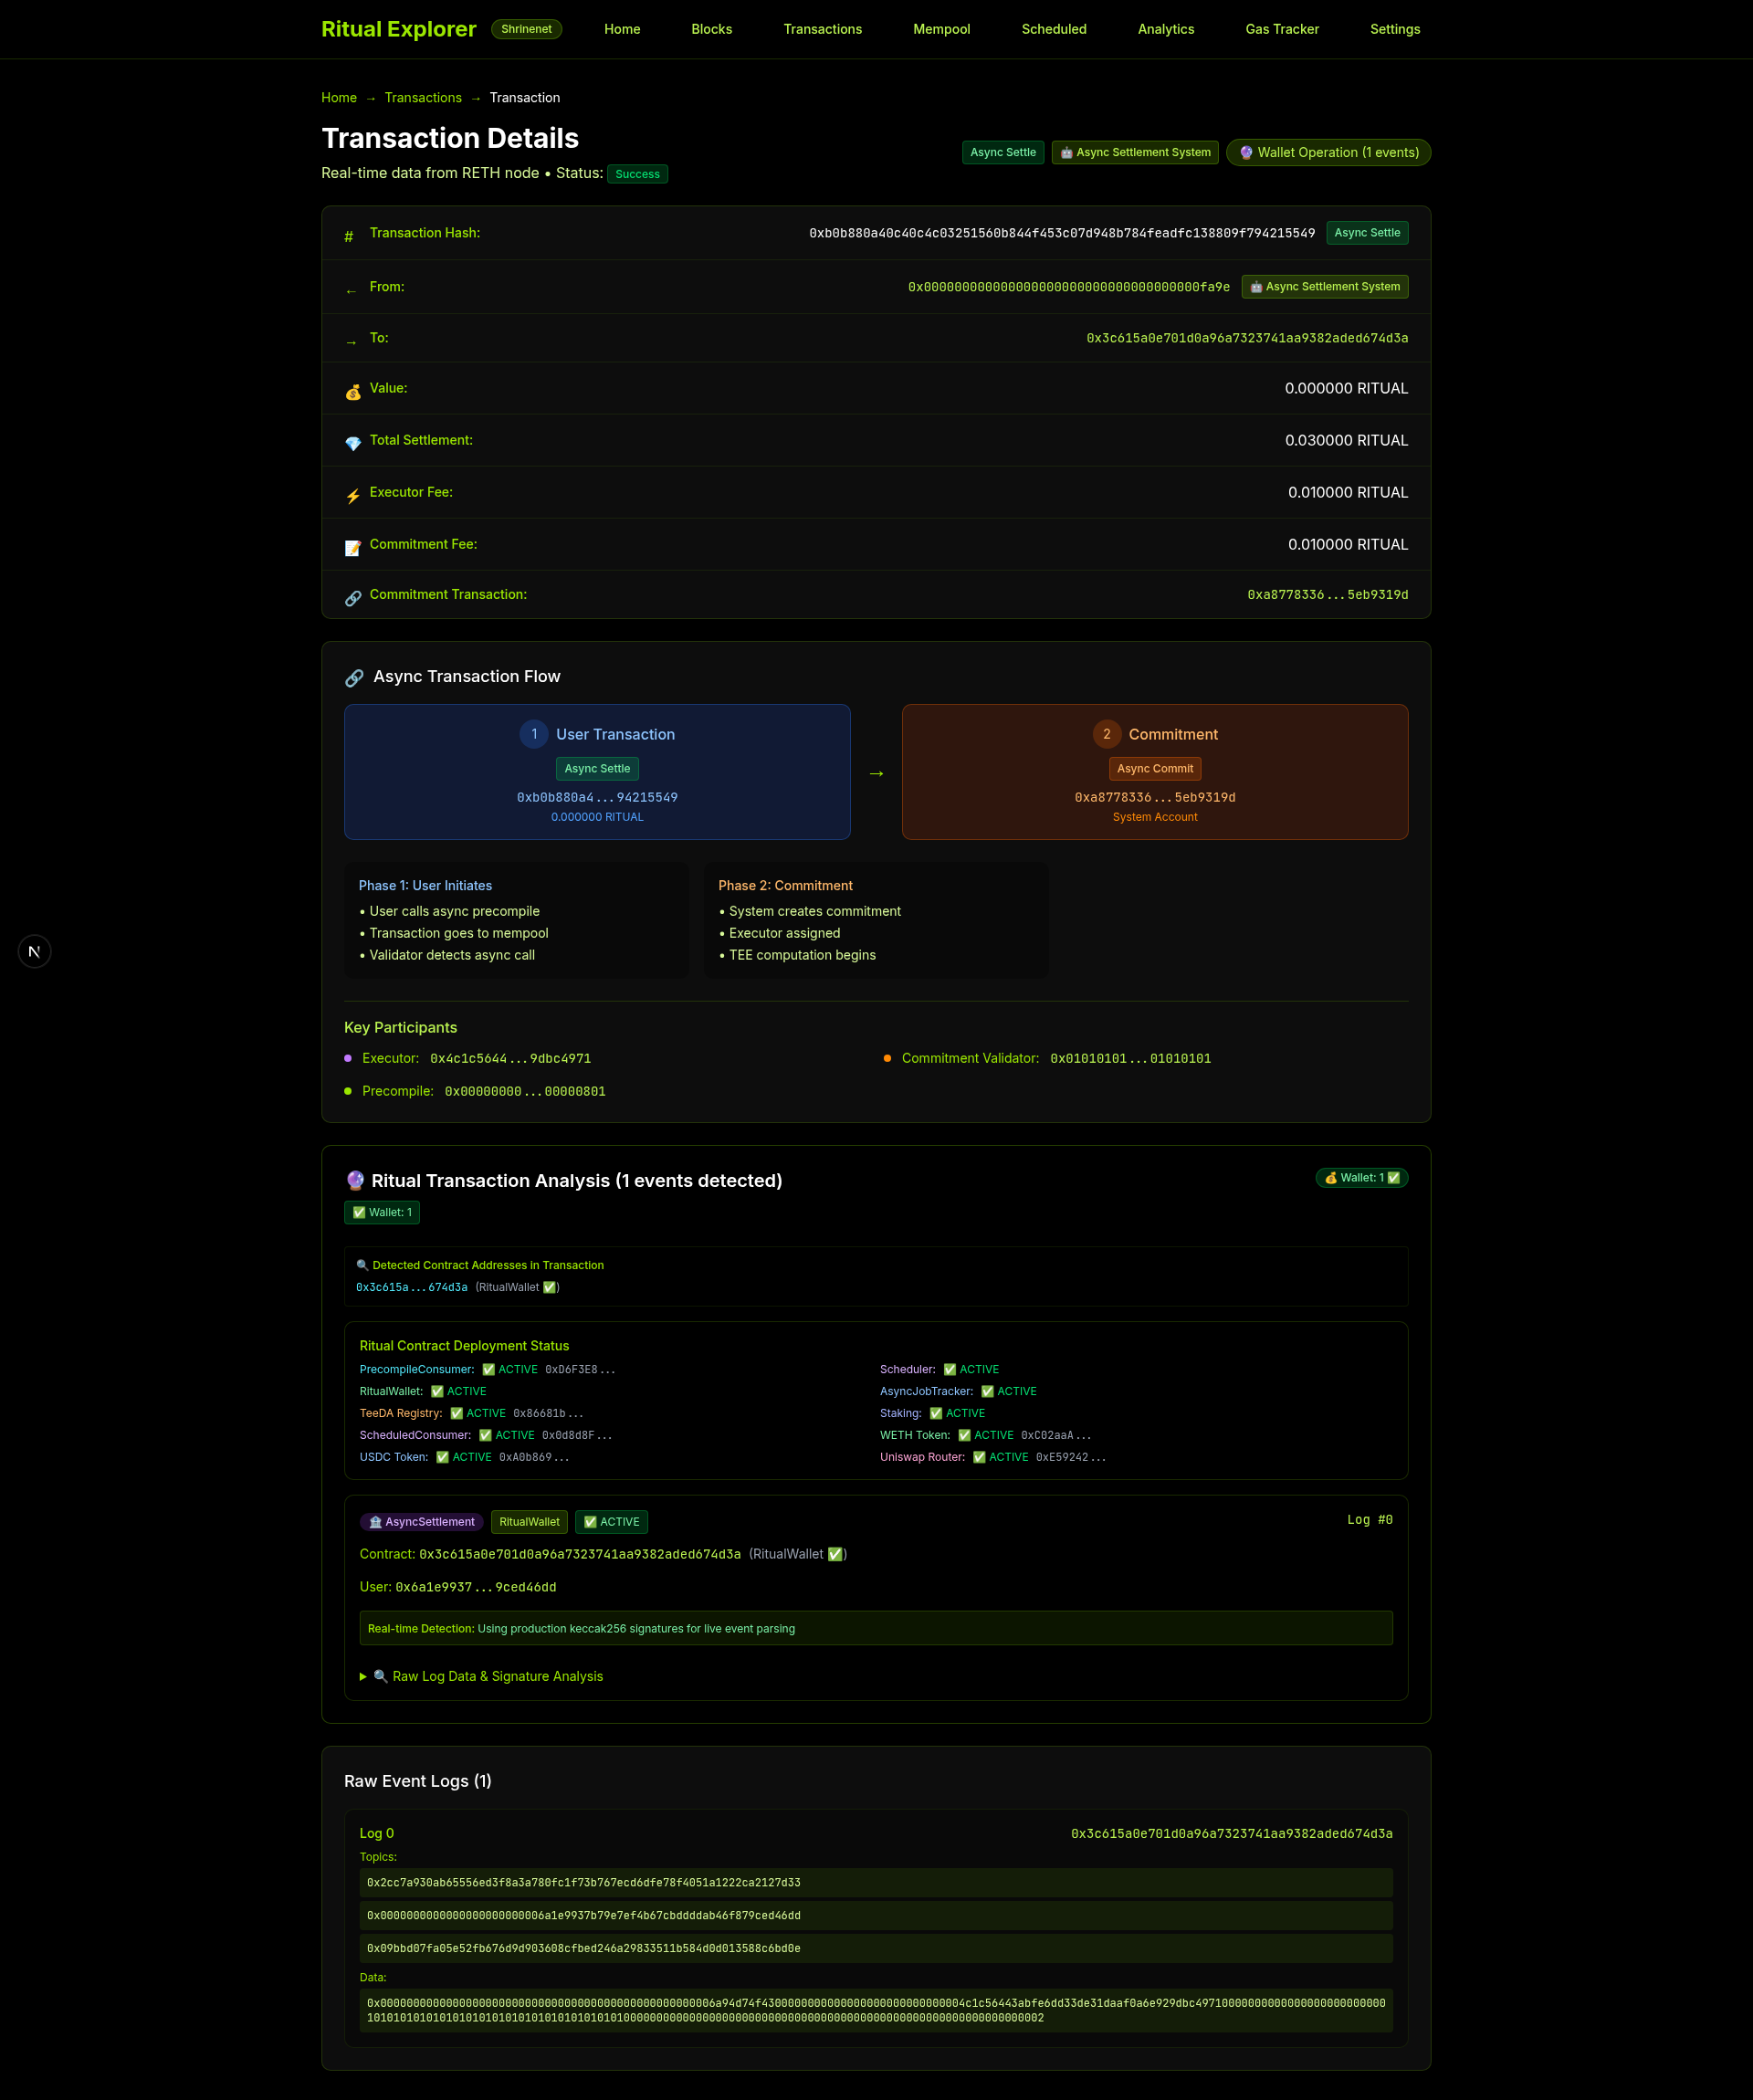 Ritual Explorer Shrinenet Home Blocks Transactions Mempool Scheduled Analytics Gas Tracker Settings
Home → Transactions → Transaction
Transaction Details
Async Settle 🤖 Async Settlement System 🔮 Wallet Operation (1 events)
Real-time data from RETH node • Status: Success
# Transaction Hash: 0xb0b880a40c40c4c03251560b844f453c07d948b784feadfc138809f794215549 Async Settle
← From: 0x000000000000000000000000000000000000fa9e 🤖 Async Settlement System
→ To: 0x3c615a0e701d0a96a7323741aa9382aded674d3a
💰 Value: 0.000000 RITUAL
💎 Total Settlement: 0.030000 RITUAL
⚡ Executor Fee: 0.010000 RITUAL
📝 Commitment Fee: 0.010000 RITUAL
🔗 Commitment Transaction: 0xa8778336...5eb9319d
🔗 Async Transaction Flow
1 User Transaction
Async Settle
0xb0b880a4...94215549
0.000000 RITUAL
→
2 Commitment
Async Commit
0xa8778336...5eb9319d
System Account
Phase 1: User Initiates
• User calls async precompile
• Transaction goes to mempool
• Validator detects async call
Phase 2: Commitment
• System creates commitment
• Executor assigned
• TEE computation begins
Key Participants
Executor: 0x4c1c5644...9dbc4971
Commitment Validator: 0x01010101...01010101
Precompile: 0x00000000...00000801
N
🔮 Ritual Transaction Analysis (1 events detected) 💰 Wallet: 1 ✅
✅ Wallet: 1
🔍 Detected Contract Addresses in Transaction
0x3c615a...674d3a (RitualWallet ✅)
Ritual Contract Deployment Status
PrecompileConsumer: ✅ ACTIVE 0xD6F3E8... Scheduler: ✅ ACTIVE
RitualWallet: ✅ ACTIVE AsyncJobTracker: ✅ ACTIVE
TeeDA Registry: ✅ ACTIVE 0x86681b... Staking: ✅ ACTIVE
ScheduledConsumer: ✅ ACTIVE 0x0d8d8F... WETH Token: ✅ ACTIVE 0xC02aaA...
USDC Token: ✅ ACTIVE 0xA0b869... Uniswap Router: ✅ ACTIVE 0xE59242...
🏦 AsyncSettlement RitualWallet ✅ ACTIVE Log #0
Contract: 0x3c615a0e701d0a96a7323741aa9382aded674d3a (RitualWallet ✅)
User: 0x6a1e9937...9ced46dd
Real-time Detection: Using production keccak256 signatures for live event parsing
▶ 🔍 Raw Log Data & Signature Analysis
Raw Event Logs (1)
Log 0 0x3c615a0e701d0a96a7323741aa9382aded674d3a
Topics:
0x2cc7a930ab65556ed3f8a3a780fc1f73b767ecd6dfe78f4051a1222ca2127d33
0x0000000000000000000000006a1e9937b79e7ef4b67cbddddab46f879ced46dd
0x09bbd07fa05e52fb676d9d903608cfbed246a29833511b584d0d013588c6bd0e
Data: